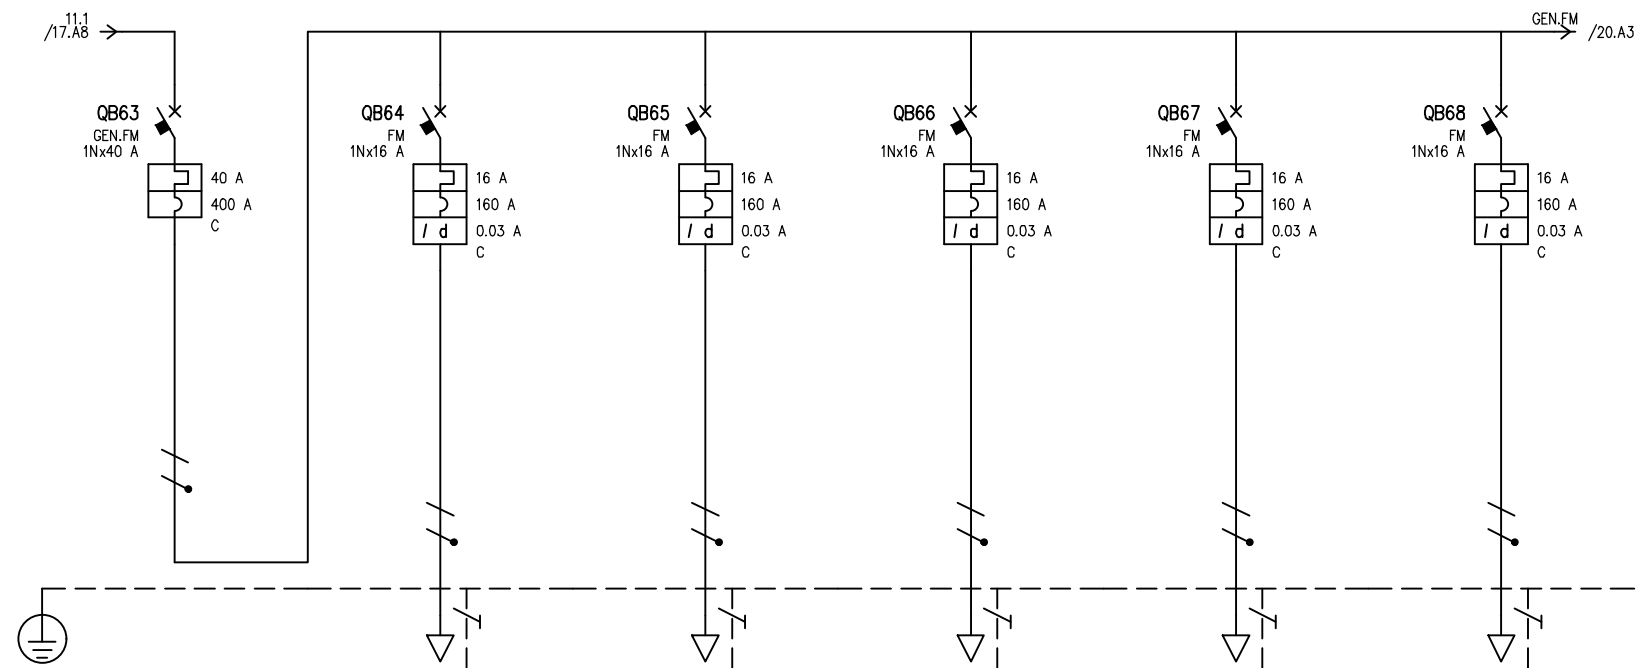 11.1
/17.A8
GEN.FM
/20.A3
QB63
GEN.FM
1Nx40 A
40 A
400 A
C
QB64
FM
1Nx16 A
16 A
160 A
I d
0.03 A
C
QB65
FM
1Nx16 A
16 A
160 A
I d
0.03 A
C
QB66
FM
1Nx16 A
16 A
160 A
I d
0.03 A
C
QB67
FM
1Nx16 A
16 A
160 A
I d
0.03 A
C
QB68
FM
1Nx16 A
16 A
160 A
I d
0.03 A
C